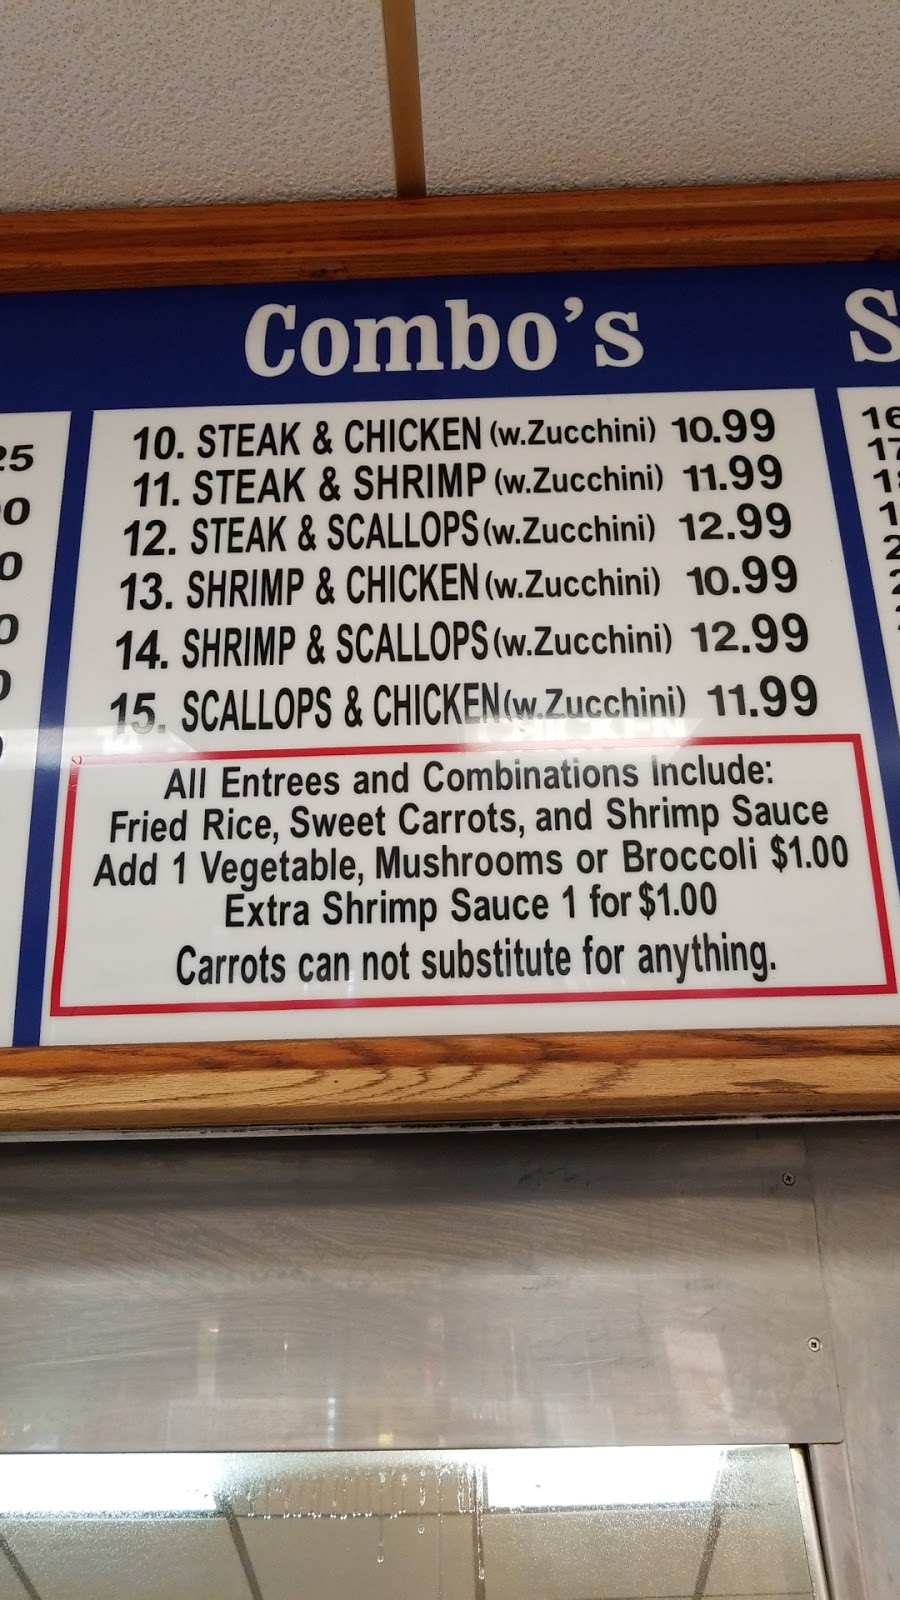 Combo's
10. STEAK & CHICKEN (w.Zucchini) 10.99
11. STEAK & SHRIMP (w.Zucchini) 11.99
12. STEAK & SCALLOPS (w.Zucchini) 12.99
13. SHRIMP & CHICKEN (w.Zucchini) 10.99
14. SHRIMP & SCALLOPS (w.Zucchini) 12.99
15. SCALLOPS & CHICKEN (w.Zucchini) 11.99
All Entrees and Combinations Include:
Fried Rice, Sweet Carrots, and Shrimp Sauce
Add 1 Vegetable, Mushrooms or Broccoli $1.00
Extra Shrimp Sauce 1 for $1.00
Carrots can not substitute for anything.
S
16
17